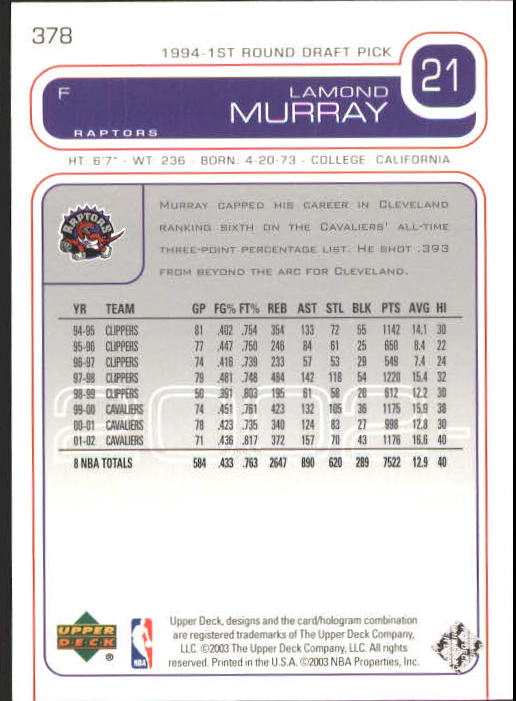 378
1994-1ST ROUND DRAFT PICK
21
F
LAMOND
MURRAY
RAPTORS
HT: 6'7" - WT: 236 - BORN: 4-20-73 - COLLEGE: CALIFORNIA
RAPTORS
MURRAY CAPPED HIS CAREER IN CLEVELAND
RANKING SIXTH ON THE CAVALIERS' ALL-TIME
THREE-POINT PERCENTAGE LIST. HE SHOT .393
FROM BEYOND THE ARC FOR CLEVELAND.
YR TEAM GP FG% FT% REB AST STL BLK PTS AVG HI
94-95 CLIPPERS 81 .402 .754 354 133 72 55 1142 14.1 30
95-96 CLIPPERS 77 .447 .750 246 84 61 25 650 8.4 22
96-97 CLIPPERS 74 .416 .739 233 57 53 29 549 7.4 24
97-98 CLIPPERS 79 .481 .748 484 142 118 54 1220 15.4 32
98-99 CLIPPERS 50 .391 .803 195 61 20 612 12.2 30
99-00 CAVALIERS 74 .451 .761 423 132 105 36 1175 15.9 38
00-01 CAVALIERS 78 .423 .735 340 124 83 27 998 12.8 30
01-02 CAVALIERS 71 .436 .817 372 157 70 43 1176 16.6 40
8 NBA TOTALS 584 .433 .763 2647 890 620 289 7522 12.9 40
Upper Deck, designs and the card/hologram combination
are registered trademarks of The Upper Deck Company,
LLC. ©2003 The Upper Deck Company, LLC. All rights
reserved. Printed in the U.S.A. ©2003 NBA Properties, Inc.
UPPER
DECK
®
NBA